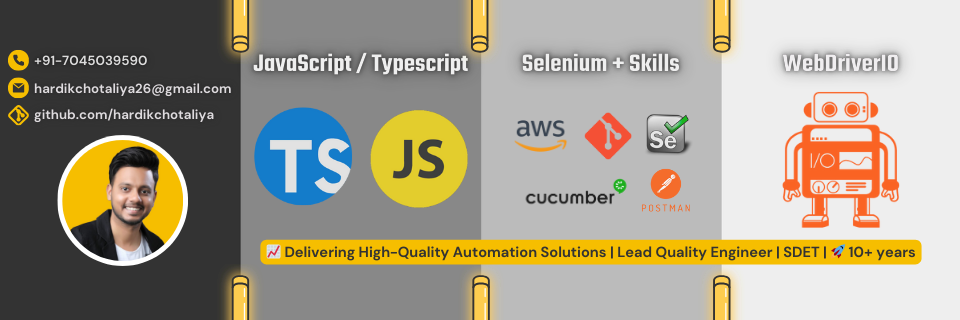 +91-7045039590
hardikchotaliya26@gmail.com
github.com/hardikchotaliya
JavaScript / Typescript
TS
JS
Selenium + Skills
aws
Se
cucumber
POSTMAN
WebDriverIO
I/O
📈 Delivering High-Quality Automation Solutions | Lead Quality Engineer | SDET | 🚀 10+ years